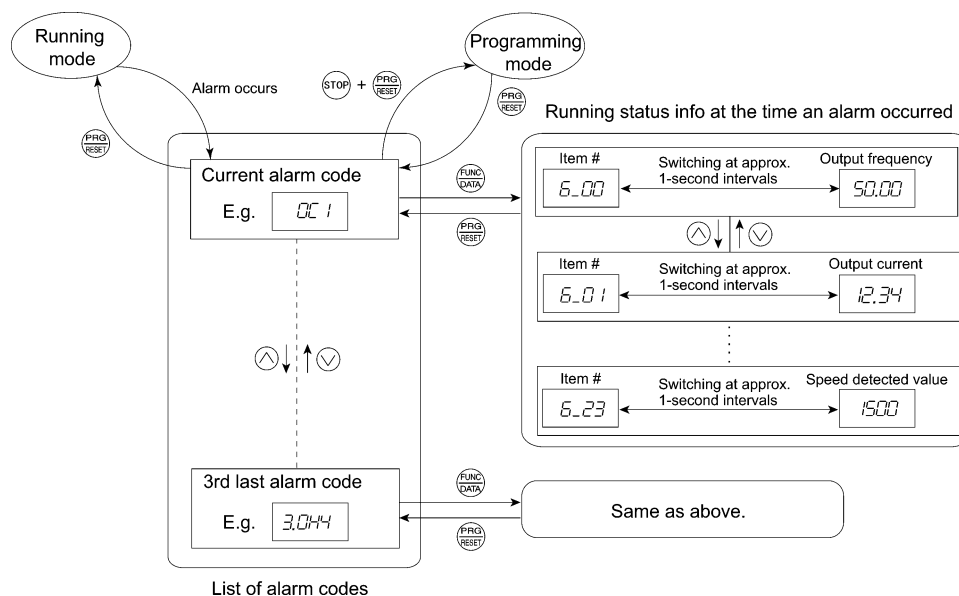 Running
mode
Programming
mode
Alarm occurs
STOP + PRG
RESET
PRG
RESET
PRG
RESET
Running status info at the time an alarm occurred
Current alarm code
E.g. OC1
FUNC
DATA
PRG
RESET
Item # Switching at approx. Output frequency
6_00 1-second intervals 50.00
Item # Switching at approx. Output current
6_01 1-second intervals 12.34
Item # Switching at approx. Speed detected value
6_23 1-second intervals 1500
3rd last alarm code
E.g. 3.0H4
FUNC
DATA
PRG
RESET
Same as above.
List of alarm codes